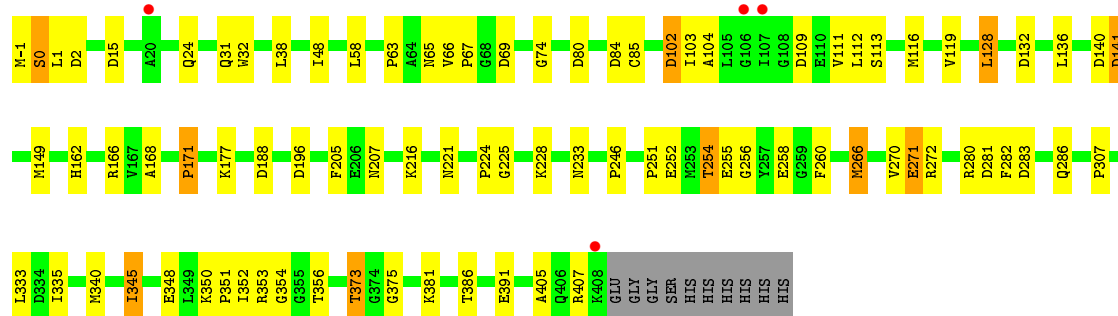 M-1 S0 L1 D2 D15 A20 Q24 Q31 W32 L38 I48 L58 P63 A64 N65 V66 P67 G68 D69 G74 D80 D84 C85 D102 I103 A104 L105 G106 I107 G108 D109 E110 V111 L112 S113 M116 V119 L128 D132 L136 D140 D141
M149 H162 R166 V167 A168 P171 K177 D188 D196 F205 E206 N207 K216 N221 P224 G225 K228 N233 P246 P251 E252 M253 T254 E255 G256 Y257 E258 G259 F260 M266 V270 E271 R272 R280 D281 F282 D283 Q286 P307
L333 D334 I335 M340 I345 E348 L349 K350 P351 I352 R353 G354 G355 T356 T373 G374 G375 K381 T386 E391 A405 Q406 R407 K408 GLU GLY GLY SER HIS HIS HIS HIS HIS HIS